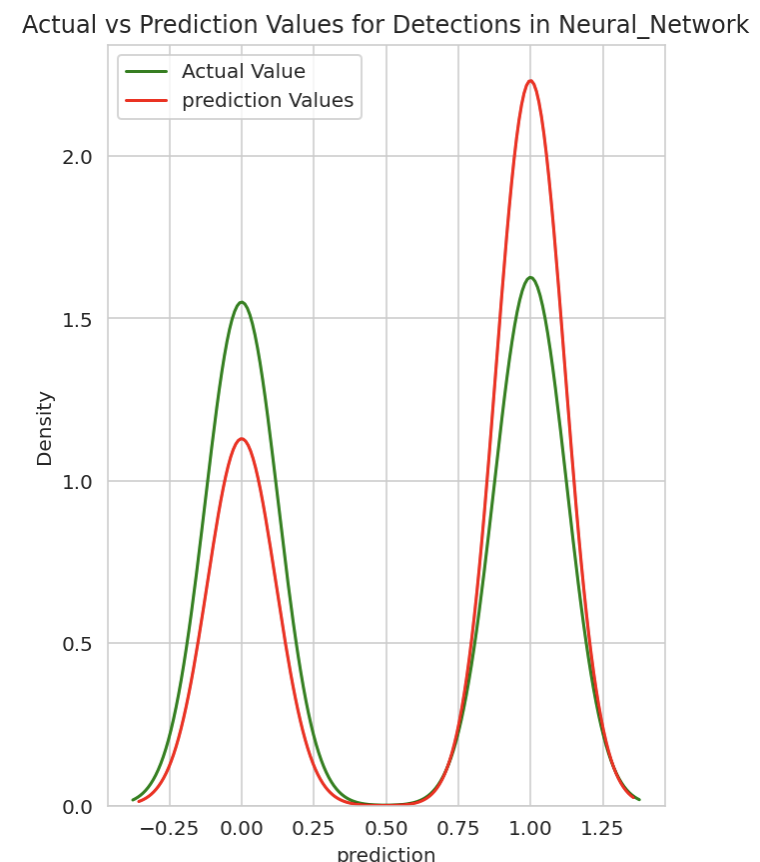 Actual vs Prediction Values for Detections in Neural_Network
Actual Value
prediction Values
2.0
1.5
1.0
0.5
0.0
Density
−0.25 0.00 0.25 0.50 0.75 1.00 1.25
prediction